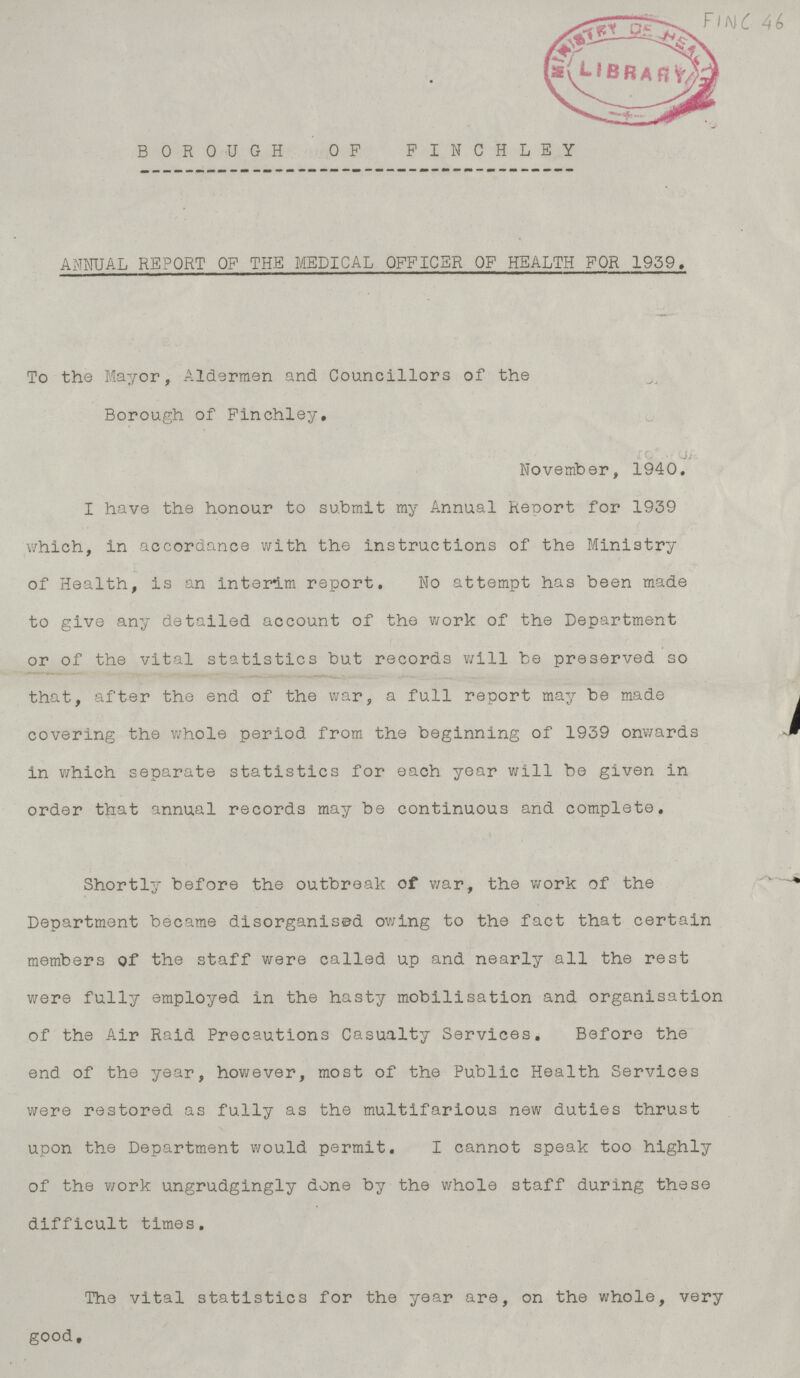 FINC 46
MINISTRY OF HEALTH
LIBRARY
BOROUGH OF FINCHLEY
ANNUAL REPORT OF THE MEDICAL OFFICER OF HEALTH FOR 1939.
To the Mayor, Aldermen and Councillors of the
Borough of Finchley.
November, 1940.
I have the honour to submit my Annual Report for 1939
which, in accordance with the instructions of the Ministry
of Health, is an interim report. No attempt has been made
to give any detailed account of the work of the Department
or of the vital statistics but records will be preserved so
that, after the end of the war, a full report may be made
covering the whole period from the beginning of 1939 onwards
in which separate statistics for each year will be given in
order that annual records may be continuous and complete.
Shortly before the outbreak of war, the work of the
Department became disorganised owing to the fact that certain
members of the staff were called up and nearly all the rest
were fully employed in the hasty mobilisation and organisation
of the Air Raid Precautions Casualty Services. Before the
end of the year, however, most of the Public Health Services
were restored as fully as the multifarious new duties thrust
upon the Department would permit. I cannot speak too highly
of the work ungrudgingly done by the whole staff during these
difficult times.
The vital statistics for the year are, on the whole, very
good.